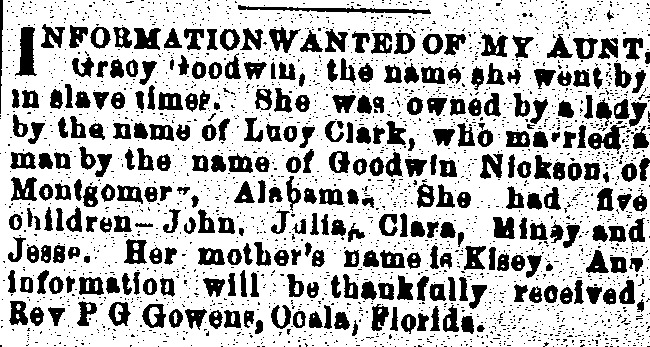 INFORMATION WANTED OF MY AUNT,
Gracy Goodwin, the name she went by
in slave times. She was owned by a lady
by the name of Lucy Clark, who married a
man by the name of Goodwin Nickson, of
Montgomery, Alabama. She had five
children—John, Julia, Clara, Mincy and
Jesse. Her mother's name is Kisey. Any
information will be thankfully received.
Rev P G Gowens, Ocala, Florida.